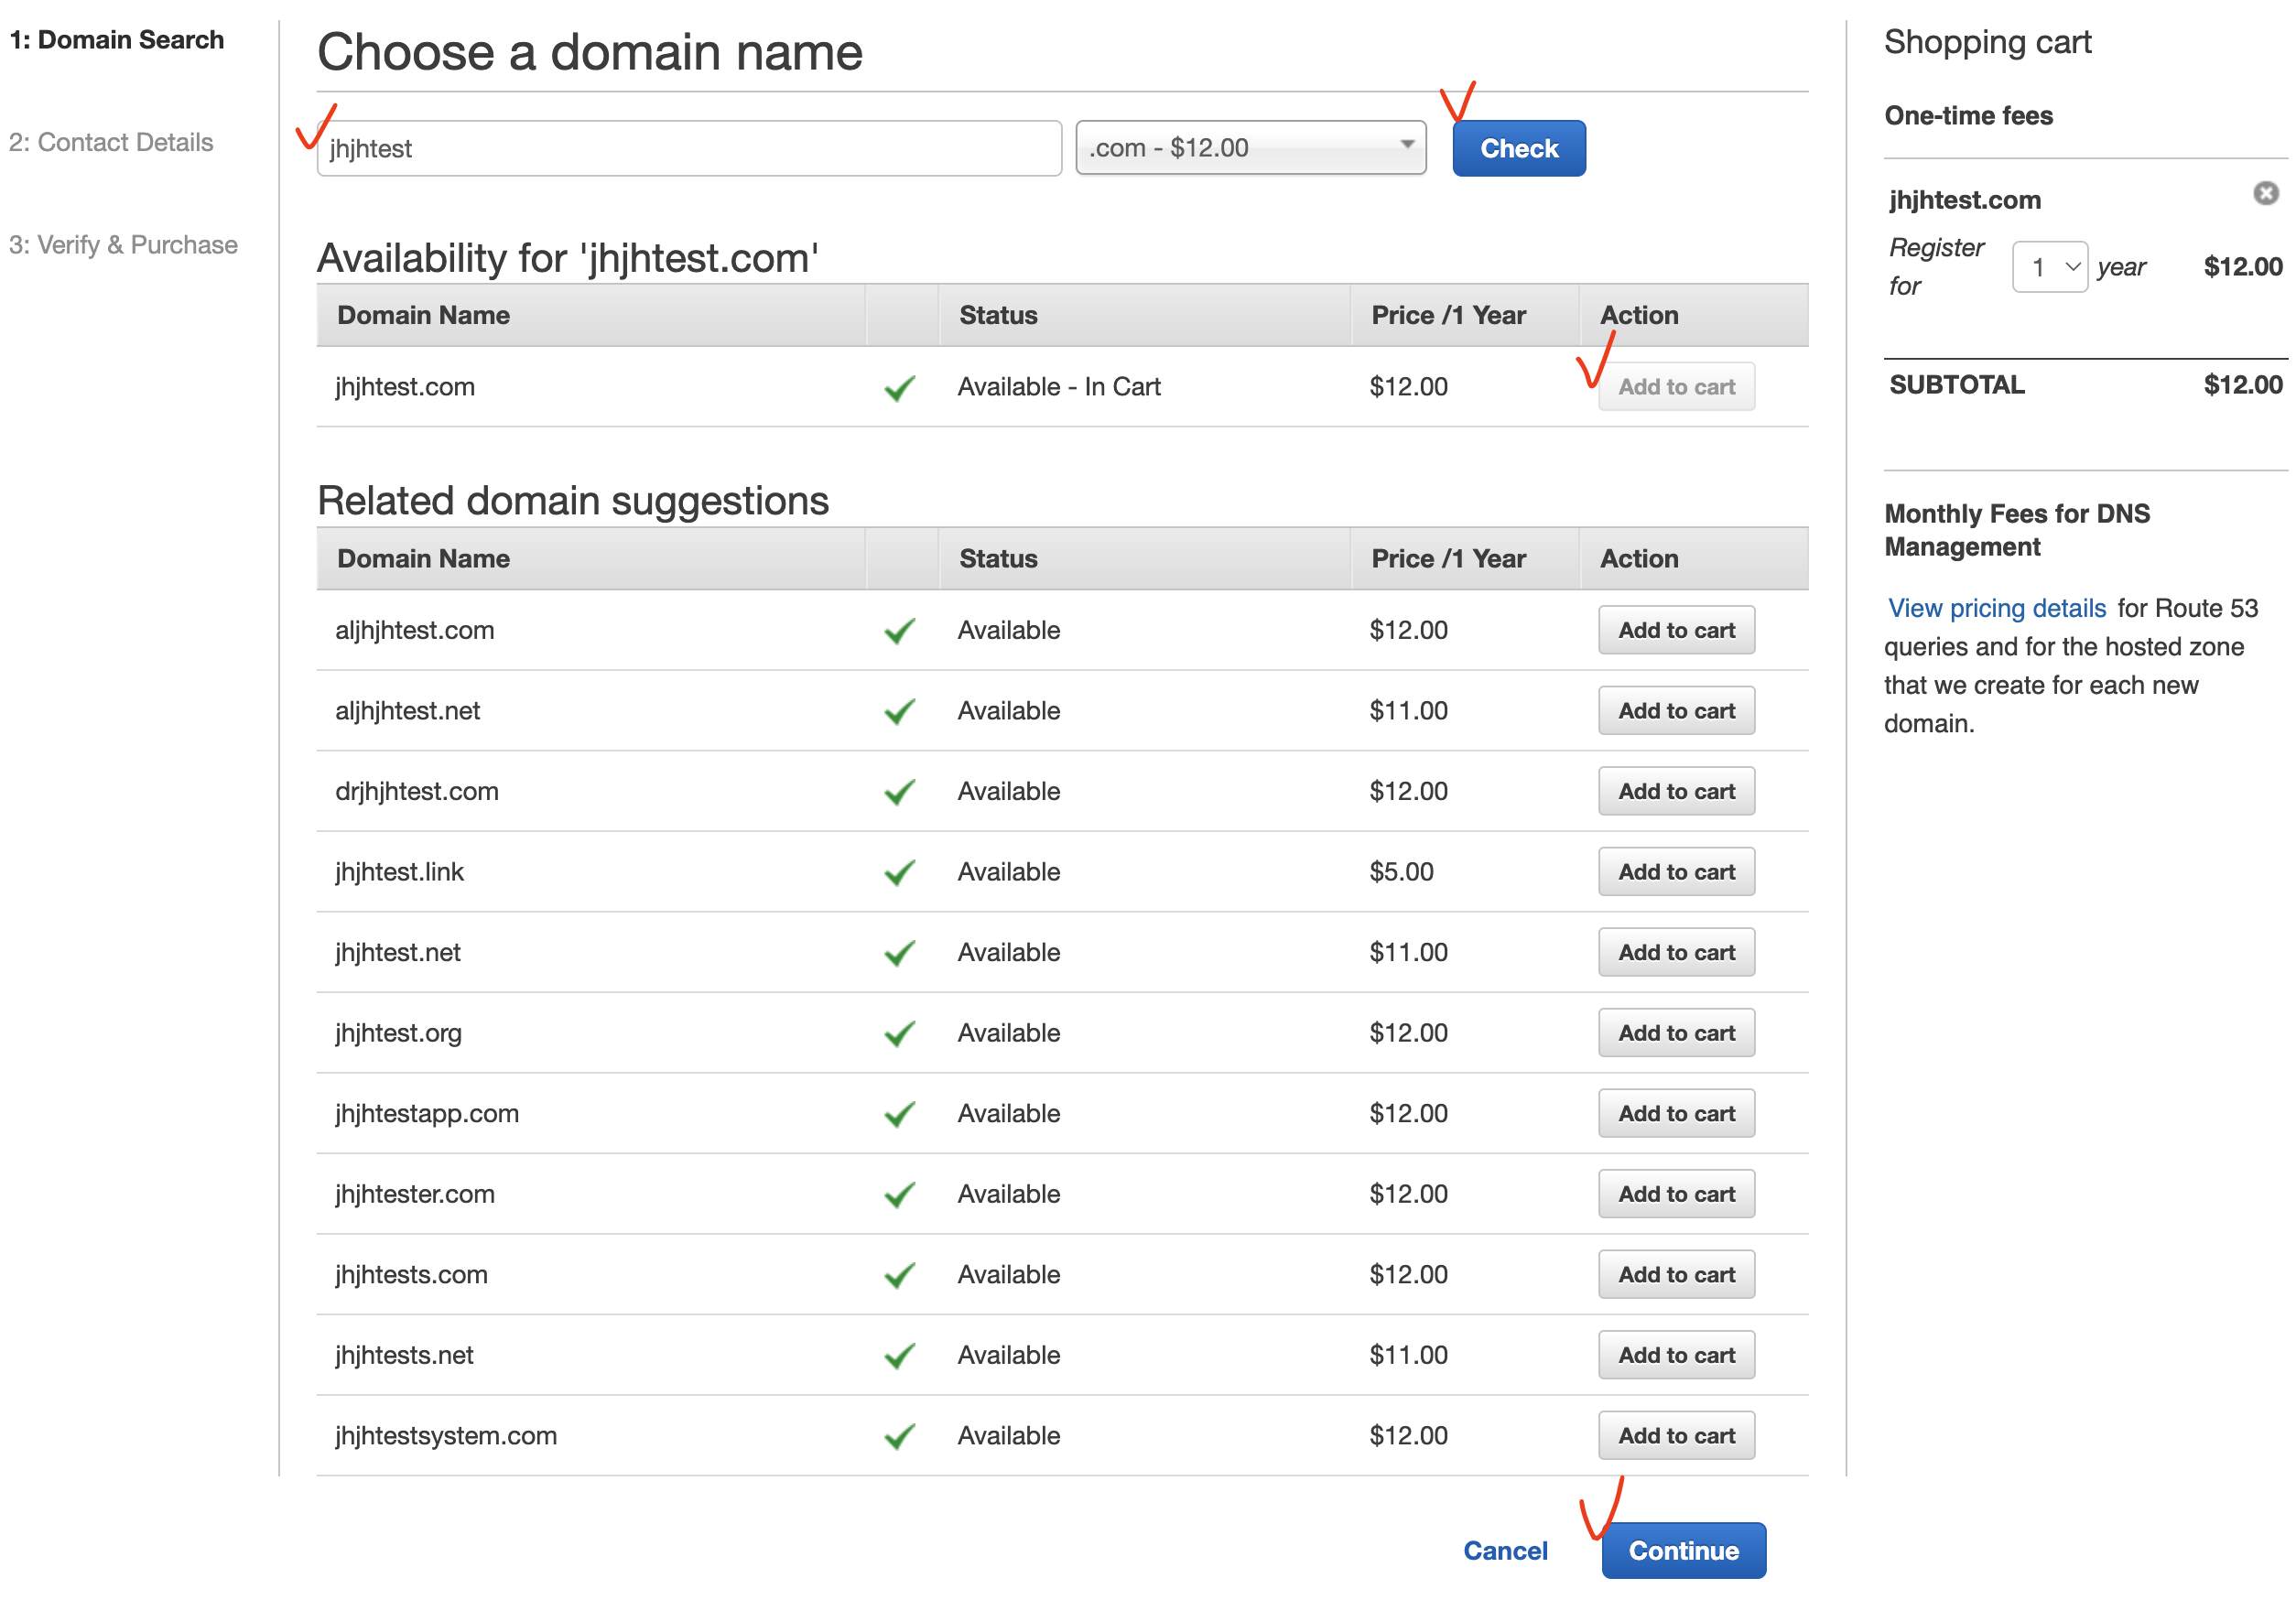 1: Domain Search
2: Contact Details
3: Verify & Purchase
Choose a domain name
jhjhtest
.com - $12.00
Check
Availability for 'jhjhtest.com'
Domain Name Status Price /1 Year Action
jhjhtest.com Available - In Cart $12.00 Add to cart
Related domain suggestions
Domain Name Status Price /1 Year Action
aljhjhtest.com Available $12.00 Add to cart
aljhjhtest.net Available $11.00 Add to cart
drjhjhtest.com Available $12.00 Add to cart
jhjhtest.link Available $5.00 Add to cart
jhjhtest.net Available $11.00 Add to cart
jhjhtest.org Available $12.00 Add to cart
jhjhtestapp.com Available $12.00 Add to cart
jhjhtester.com Available $12.00 Add to cart
jhjhtests.com Available $12.00 Add to cart
jhjhtests.net Available $11.00 Add to cart
jhjhtestsystem.com Available $12.00 Add to cart
Cancel Continue
Shopping cart
One-time fees
jhjhtest.com
Register for 1 year $12.00
SUBTOTAL $12.00
Monthly Fees for DNS
Management
View pricing details for Route 53
queries and for the hosted zone
that we create for each new
domain.